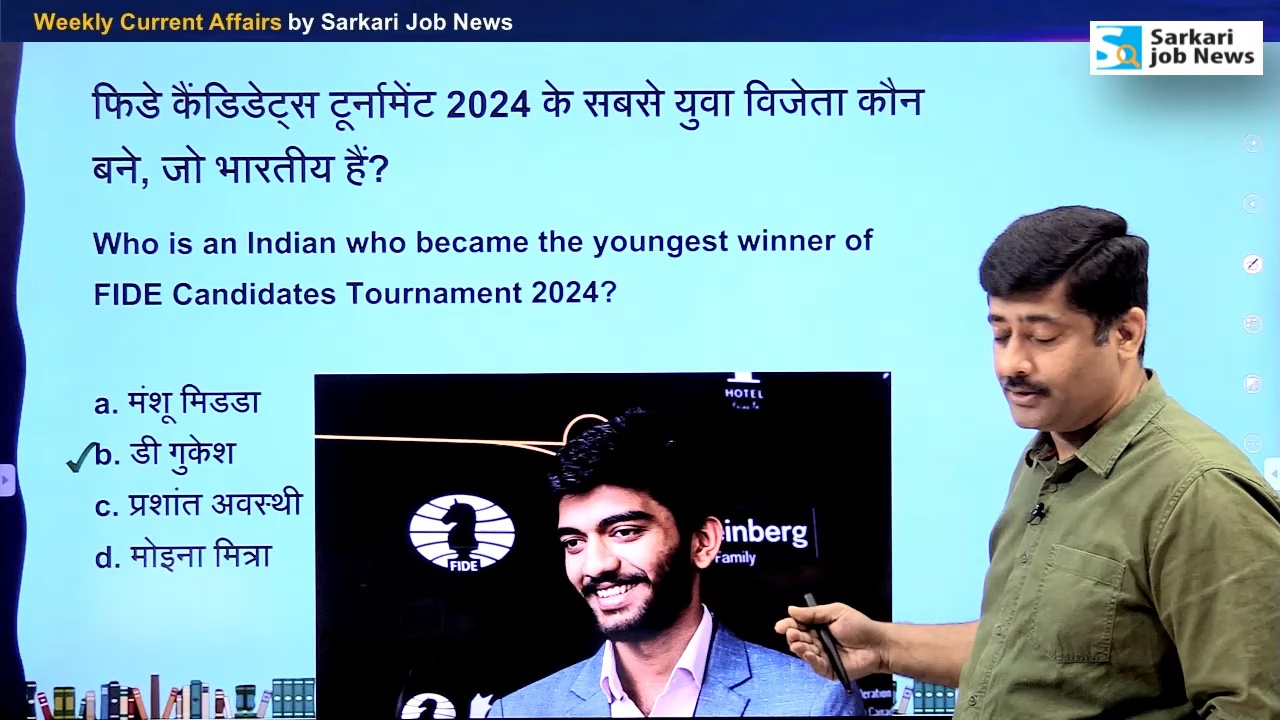 Weekly Current Affairs by Sarkari Job News
Sarkari
job News
फिडे कैंडिडेट्स टूर्नामेंट 2024 के सबसे युवा विजेता कौन
बने, जो भारतीय हैं?
Who is an Indian who became the youngest winner of
FIDE Candidates Tournament 2024?
a. मंशू मिडडा
b. डी गुकेश
c. प्रशांत अवस्थी
d. मोइना मित्रा
HOTEL
FIDE
inberg
Family